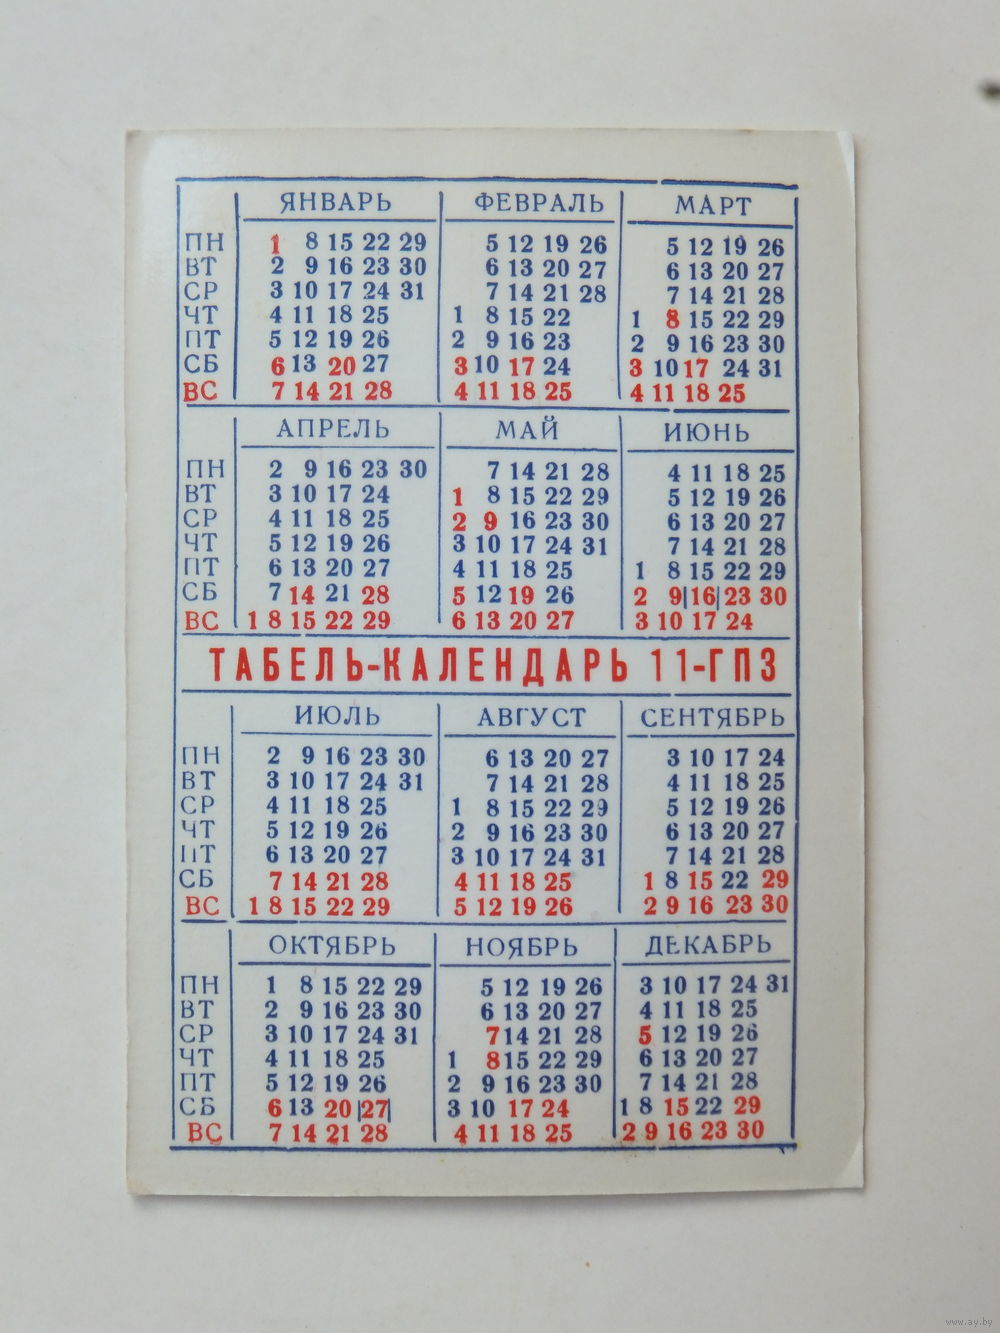 ЯНВАРЬ ФЕВРАЛЬ МАРТ
ПН 1 8 15 22 29 5 12 19 26 5 12 19 26
ВТ 2 9 16 23 30 6 13 20 27 6 13 20 27
СР 3 10 17 24 31 7 14 21 28 7 14 21 28
ЧТ 4 11 18 25 1 8 15 22 1 8 15 22 29
ПТ 5 12 19 26 2 9 16 23 2 9 16 23 30
СБ 6 13 20 27 3 10 17 24 3 10 17 24 31
ВС 7 14 21 28 4 11 18 25 4 11 18 25
АПРЕЛЬ МАЙ ИЮНЬ
ПН 2 9 16 23 30 7 14 21 28 4 11 18 25
ВТ 3 10 17 24 1 8 15 22 29 5 12 19 26
СР 4 11 18 25 2 9 16 23 30 6 13 20 27
ЧТ 5 12 19 26 3 10 17 24 31 7 14 21 28
ПТ 6 13 20 27 4 11 18 25 1 8 15 22 29
СБ 7 14 21 28 5 12 19 26 2 9 16 23 30
ВС 1 8 15 22 29 6 13 20 27 3 10 17 24
ТАБЕЛЬ-КАЛЕНДАРЬ 11-ГПЗ
ИЮЛЬ АВГУСТ СЕНТЯБРЬ
ПН 2 9 16 23 30 6 13 20 27 3 10 17 24
ВТ 3 10 17 24 31 7 14 21 28 4 11 18 25
СР 4 11 18 25 1 8 15 22 29 5 12 19 26
ЧТ 5 12 19 26 2 9 16 23 30 6 13 20 27
ПТ 6 13 20 27 3 10 17 24 31 7 14 21 28
СБ 7 14 21 28 4 11 18 25 1 8 15 22 29
ВС 1 8 15 22 29 5 12 19 26 2 9 16 23 30
ОКТЯБРЬ НОЯБРЬ ДЕКАБРЬ
ПН 1 8 15 22 29 5 12 19 26 3 10 17 24 31
ВТ 2 9 16 23 30 6 13 20 27 4 11 18 25
СР 3 10 17 24 31 7 14 21 28 5 12 19 26
ЧТ 4 11 18 25 1 8 15 22 29 6 13 20 27
ПТ 5 12 19 26 2 9 16 23 30 7 14 21 28
СБ 6 13 20 27 3 10 17 24 1 8 15 22 29
ВС 7 14 21 28 4 11 18 25 2 9 16 23 30
www.ay.by